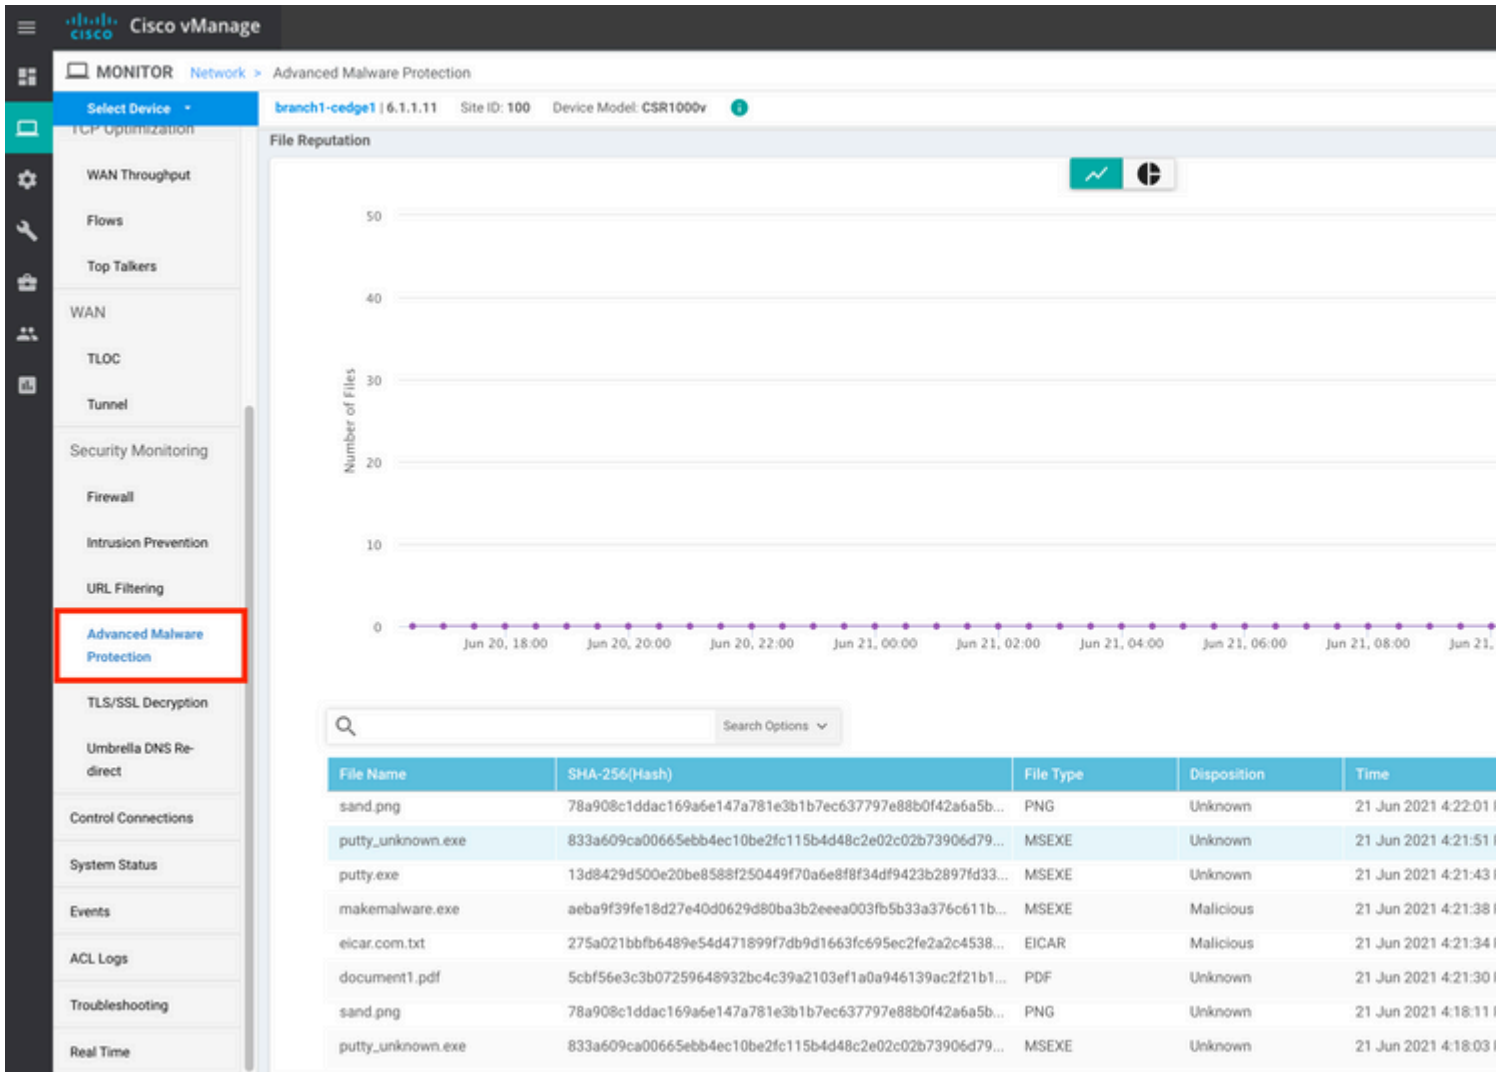 cisco Cisco vManage
MONITOR Network > Advanced Malware Protection
Select Device
branch1-cedge1 | 6.1.1.11 Site ID: 100 Device Model: CSR1000v
TCP Optimization
WAN Throughput
Flows
Top Talkers
WAN
TLOC
Tunnel
Security Monitoring
Firewall
Intrusion Prevention
URL Filtering
Advanced Malware
Protection
TLS/SSL Decryption
Umbrella DNS Re-
direct
Control Connections
System Status
Events
ACL Logs
Troubleshooting
Real Time
File Reputation
Number of Files
50
40
30
20
10
0
Jun 20, 18:00 Jun 20, 20:00 Jun 20, 22:00 Jun 21, 00:00 Jun 21, 02:00 Jun 21, 04:00 Jun 21, 06:00 Jun 21, 08:00 Jun 21,
Search Options
File Name SHA-256(Hash) File Type Disposition Time
sand.png 78a908c1ddac169a6e147a781e3b1b7ec637797e88b0f42a6a5b... PNG Unknown 21 Jun 2021 4:22:01
putty_unknown.exe 833a609ca00665ebb4ec10be2fc115b4d48c2e02c02b73906d79... MSEXE Unknown 21 Jun 2021 4:21:51
putty.exe 13d8429d500e20be8588f250449f70a6e8f8f34df9423b2897fd33... MSEXE Unknown 21 Jun 2021 4:21:43
makemalware.exe aeba9f39fe18d27e40d0629d80ba3b2eeea003fb5b33a376c611b... MSEXE Malicious 21 Jun 2021 4:21:38
eicar.com.txt 275a021bbfb6489e54d471899f7db9d1663fc695ec2fe2a2c4538... EICAR Malicious 21 Jun 2021 4:21:34
document1.pdf 5cbf56e3c3b07259648932bc4c39a2103ef1a0a946139ac2f21b1... PDF Unknown 21 Jun 2021 4:21:30
sand.png 78a908c1ddac169a6e147a781e3b1b7ec637797e88b0f42a6a5b... PNG Unknown 21 Jun 2021 4:18:11
putty_unknown.exe 833a609ca00665ebb4ec10be2fc115b4d48c2e02c02b73906d79... MSEXE Unknown 21 Jun 2021 4:18:03